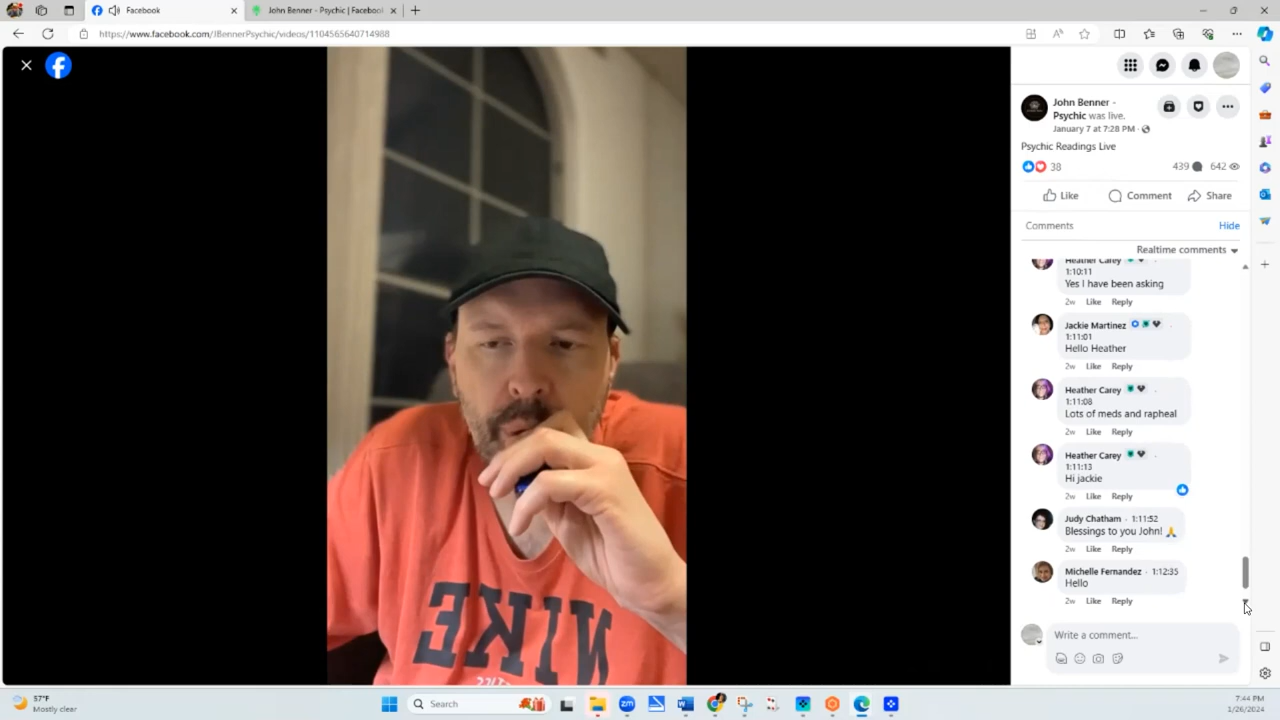 Facebook
John Benner - Psychic | Facebool
https://www.facebook.com/JBennerPsychic/videos/1104565640714988
John Benner -
Psychic was live.
January 7 at 7:28 PM ·
Psychic Readings Live
38
439
642
Like
Comment
Share
Comments
Hide
Realtime comments
Heather Carey
1:10:11
Yes I have been asking
2w Like Reply
Jackie Martinez
1:11:01
Hello Heather
2w Like Reply
Heather Carey
1:11:08
Lots of meds and rapheal
2w Like Reply
Heather Carey
1:11:13
Hi jackie
2w Like Reply
Judy Chatham · 1:11:52
Blessings to you John! 🙏
2w Like Reply
Michelle Fernandez · 1:12:35
Hello
2w Like Reply
Write a comment...
NIKE
57°F
Mostly clear
Search
7:44 PM
1/26/2024